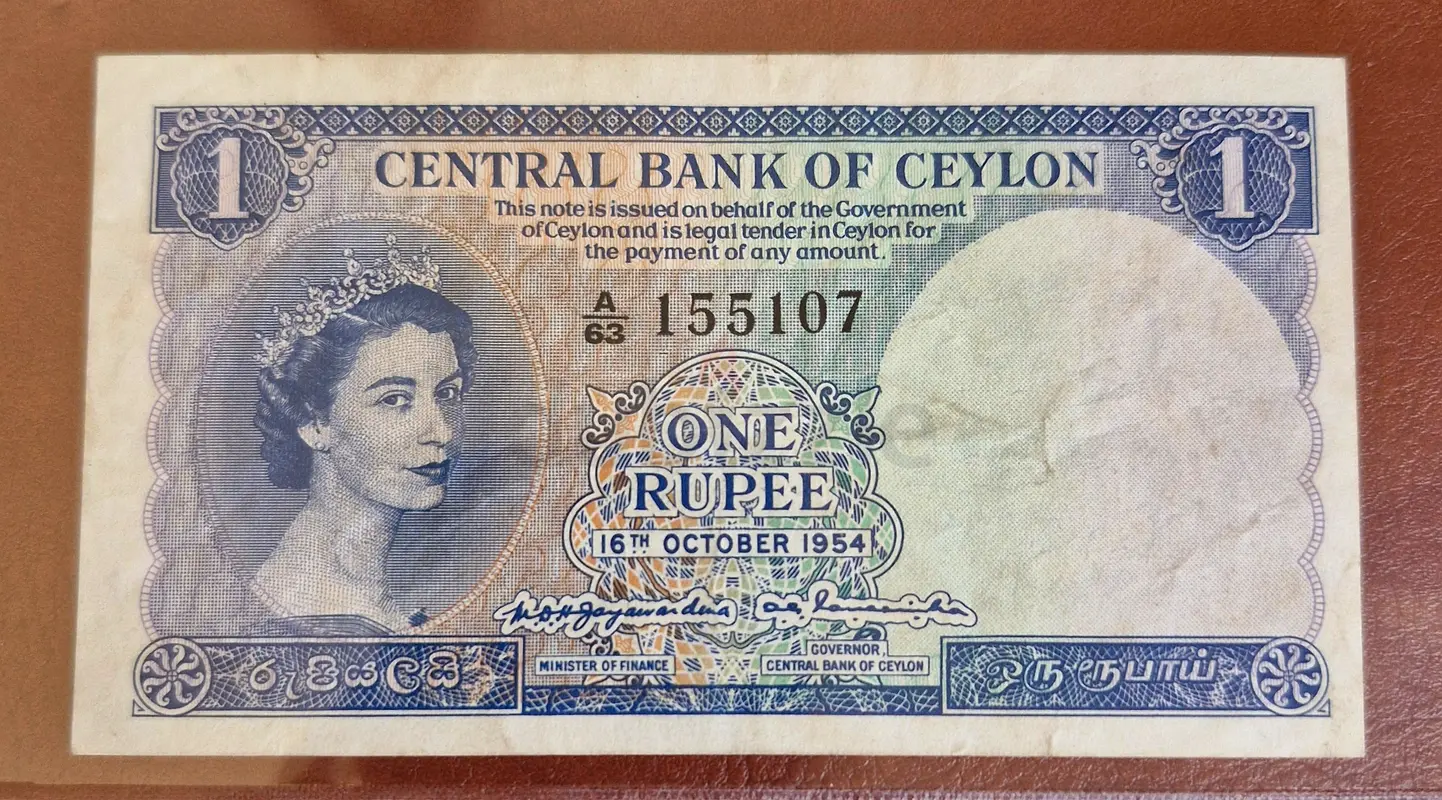 1
1
CENTRAL BANK OF CEYLON
This note is issued on behalf of the Government
of Ceylon and is legal tender in Ceylon for
the payment of any amount.
A/63 155107
ONE
RUPEE
16TH OCTOBER 1954
M.D.H. Jayawardena
MINISTER OF FINANCE
GOVERNOR,
CENTRAL BANK OF CEYLON
රුපියලයි
ஒரு ரூபாய்